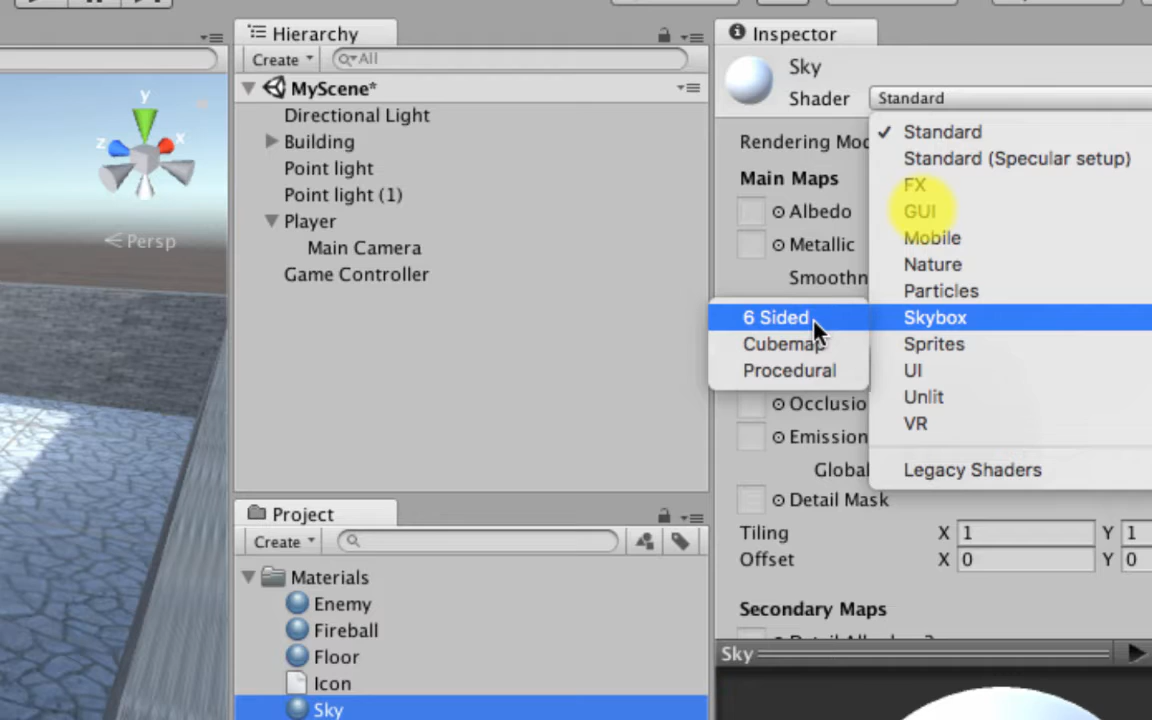 Hierarchy
Create
All
MyScene*
Directional Light
Building
Point light
Point light (1)
Player
Main Camera
Game Controller
y
z
x
Persp
Project
Create
Materials
Enemy
Fireball
Floor
Icon
Sky
Inspector
Sky
Shader
Standard
Rendering Mod
Main Maps
Albedo
Metallic
Smoothn
Occlusio
Emission
Global
Detail Mask
Tiling X 1 Y 1
Offset X 0 Y 0
Secondary Maps
Sky
Standard
Standard (Specular setup)
FX
GUI
Mobile
Nature
Particles
Skybox
Sprites
UI
Unlit
VR
Legacy Shaders
6 Sided
Cubemap
Procedural